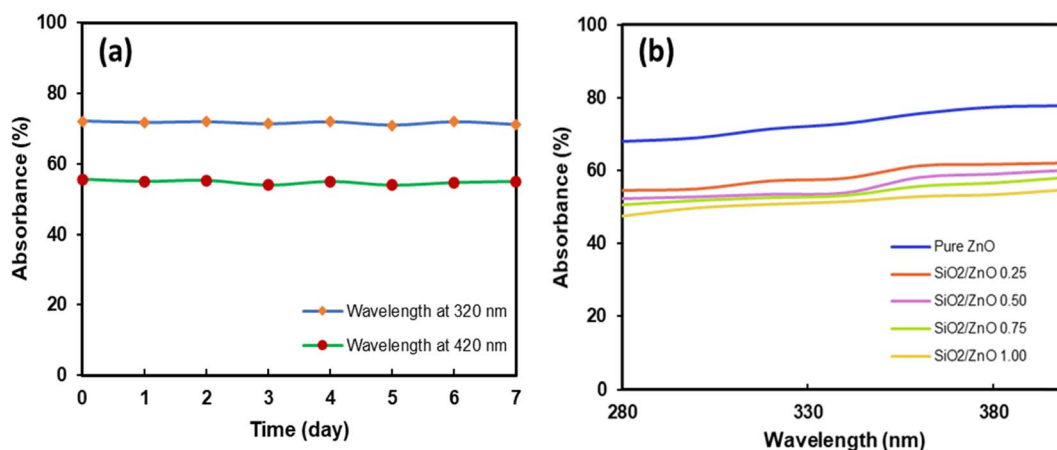 (a)
Absorbance (%)
100
80
60
40
20
0
Wavelength at 320 nm
Wavelength at 420 nm
0 1 2 3 4 5 6 7
Time (day)
(b)
Absorbance (%)
100
80
60
40
20
0
Pure ZnO
SiO2/ZnO 0.25
SiO2/ZnO 0.50
SiO2/ZnO 0.75
SiO2/ZnO 1.00
280 330 380
Wavelength (nm)